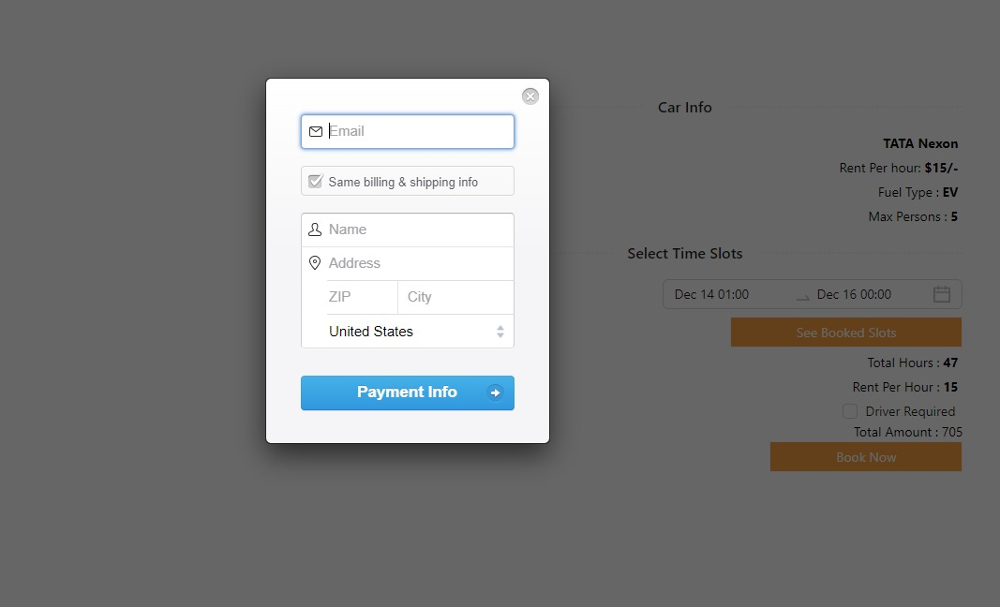 Email
Same billing & shipping info
Name
Address
ZIP City
United States
Payment Info
Car Info
TATA Nexon
Rent Per hour: $15/-
Fuel Type : EV
Max Persons : 5
Select Time Slots
Dec 14 01:00 → Dec 16 00:00
See Booked Slots
Total Hours : 47
Rent Per Hour : 15
Driver Required
Total Amount : 705
Book Now